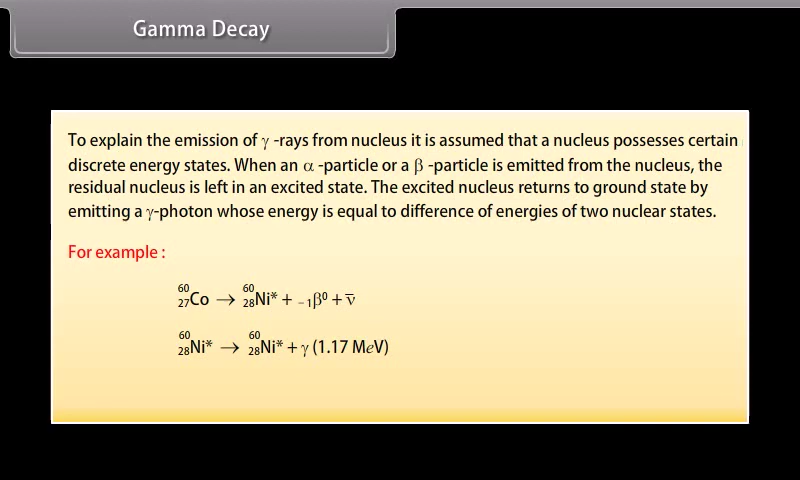 Gamma Decay
To explain the emission of γ -rays from nucleus it is assumed that a nucleus possesses certain
discrete energy states. When an α -particle or a β -particle is emitted from the nucleus, the
residual nucleus is left in an excited state. The excited nucleus returns to ground state by
emitting a γ-photon whose energy is equal to difference of energies of two nuclear states.
For example :
⁶⁰₂₇Co → ⁶⁰₂₈Ni* + ₋₁β⁰ + ν̅
⁶⁰₂₈Ni* → ⁶⁰₂₈Ni* + γ (1.17 MeV)